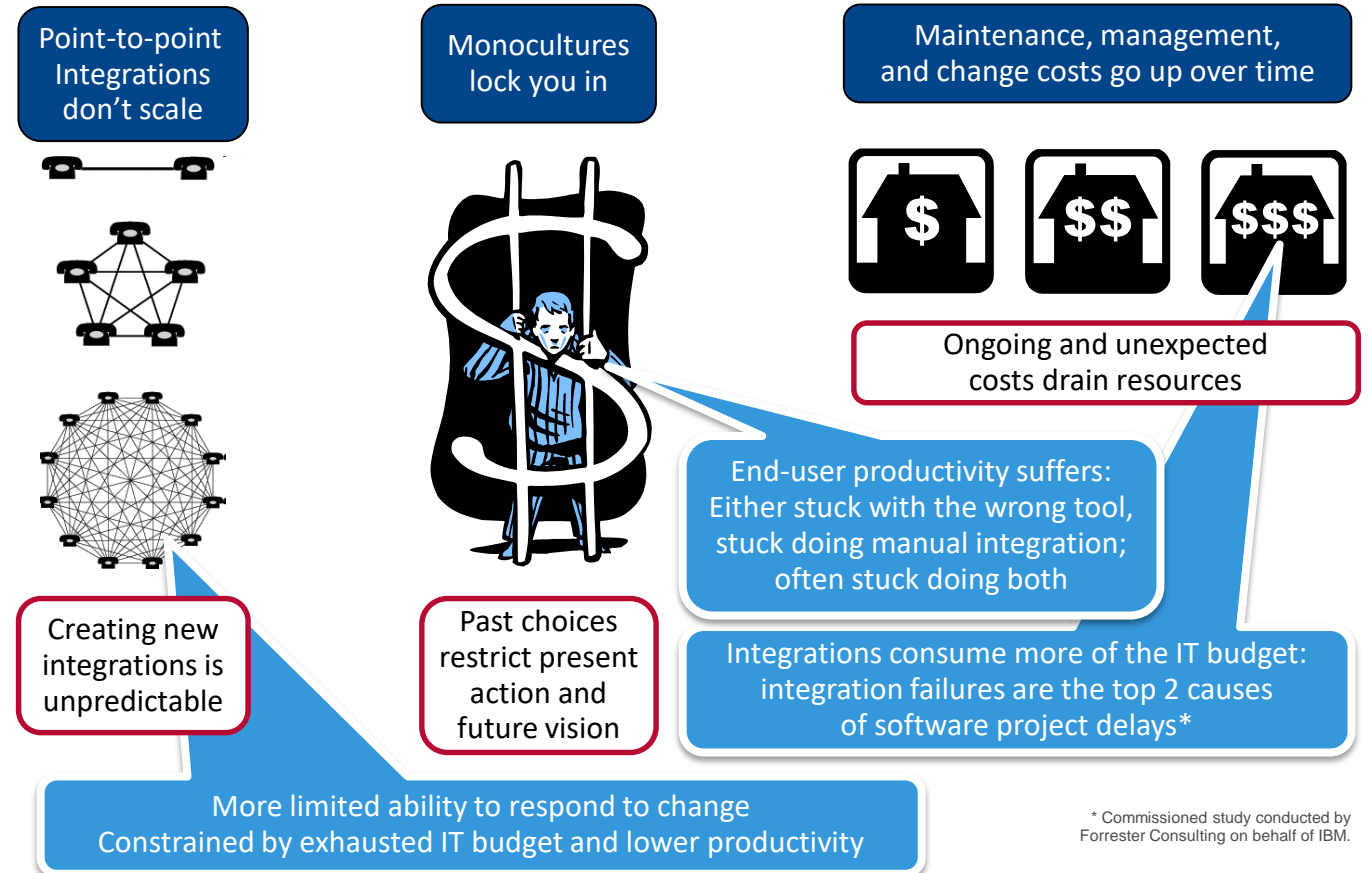 Point-to-point
Integrations
don’t scale
Monocultures
lock you in
Maintenance, management,
and change costs go up over time
$
$$
$$$
Ongoing and unexpected
costs drain resources
End-user productivity suffers:
Either stuck with the wrong tool,
stuck doing manual integration;
often stuck doing both
Creating new
integrations is
unpredictable
Past choices
restrict present
action and
future vision
Integrations consume more of the IT budget:
integration failures are the top 2 causes
of software project delays*
More limited ability to respond to change
Constrained by exhausted IT budget and lower productivity
* Commissioned study conducted by
Forrester Consulting on behalf of IBM.